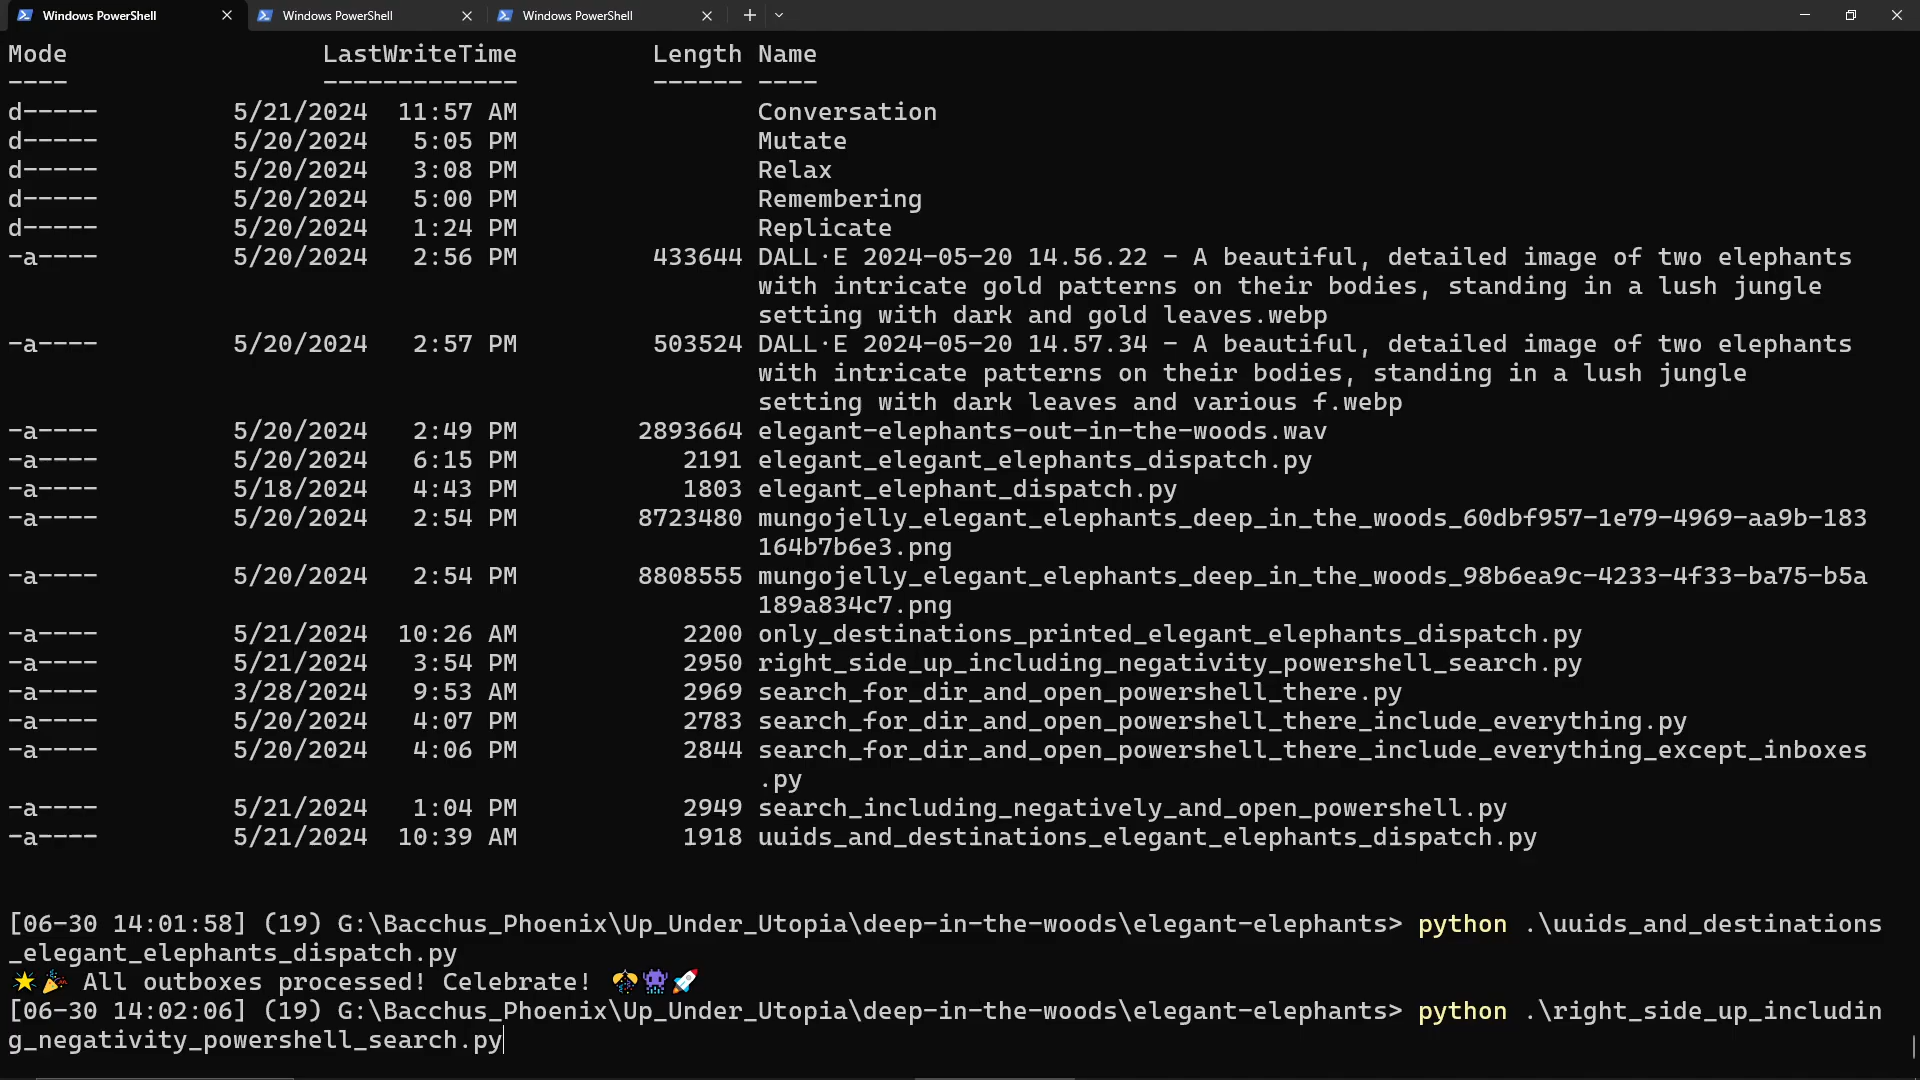 Windows PowerShell Windows PowerShell Windows PowerShell
Mode LastWriteTime Length Name
---- ------------- ------ ----
d----- 5/21/2024 11:57 AM Conversation
d----- 5/20/2024 5:05 PM Mutate
d----- 5/20/2024 3:08 PM Relax
d----- 5/20/2024 5:00 PM Remembering
d----- 5/20/2024 1:24 PM Replicate
-a---- 5/20/2024 2:56 PM 433644 DALL·E 2024-05-20 14.56.22 - A beautiful, detailed image of two elephants
with intricate gold patterns on their bodies, standing in a lush jungle
setting with dark and gold leaves.webp
-a---- 5/20/2024 2:57 PM 503524 DALL·E 2024-05-20 14.57.34 - A beautiful, detailed image of two elephants
with intricate patterns on their bodies, standing in a lush jungle
setting with dark leaves and various f.webp
-a---- 5/20/2024 2:49 PM 2893664 elegant-elephants-out-in-the-woods.wav
-a---- 5/20/2024 6:15 PM 2191 elegant_elegant_elephants_dispatch.py
-a---- 5/18/2024 4:43 PM 1803 elegant_elephant_dispatch.py
-a---- 5/20/2024 2:54 PM 8723480 mungojelly_elegant_elephants_deep_in_the_woods_60dbf957-1e79-4969-aa9b-183
164b7b6e3.png
-a---- 5/20/2024 2:54 PM 8808555 mungojelly_elegant_elephants_deep_in_the_woods_98b6ea9c-4233-4f33-ba75-b5a
189a834c7.png
-a---- 5/21/2024 10:26 AM 2200 only_destinations_printed_elegant_elephants_dispatch.py
-a---- 5/21/2024 3:54 PM 2950 right_side_up_including_negativity_powershell_search.py
-a---- 3/28/2024 9:53 AM 2969 search_for_dir_and_open_powershell_there.py
-a---- 5/20/2024 4:07 PM 2783 search_for_dir_and_open_powershell_there_include_everything.py
-a---- 5/20/2024 4:06 PM 2844 search_for_dir_and_open_powershell_there_include_everything_except_inboxes
.py
-a---- 5/21/2024 1:04 PM 2949 search_including_negatively_and_open_powershell.py
-a---- 5/21/2024 10:39 AM 1918 uuids_and_destinations_elegant_elephants_dispatch.py
[06-30 14:01:58] (19) G:\Bacchus_Phoenix\Up_Under_Utopia\deep-in-the-woods\elegant-elephants> python .\uuids_and_destinations
_elegant_elephants_dispatch.py
🌟🎉 All outboxes processed! Celebrate! 🎊👾🚀
[06-30 14:02:06] (19) G:\Bacchus_Phoenix\Up_Under_Utopia\deep-in-the-woods\elegant-elephants> python .\right_side_up_includin
g_negativity_powershell_search.py